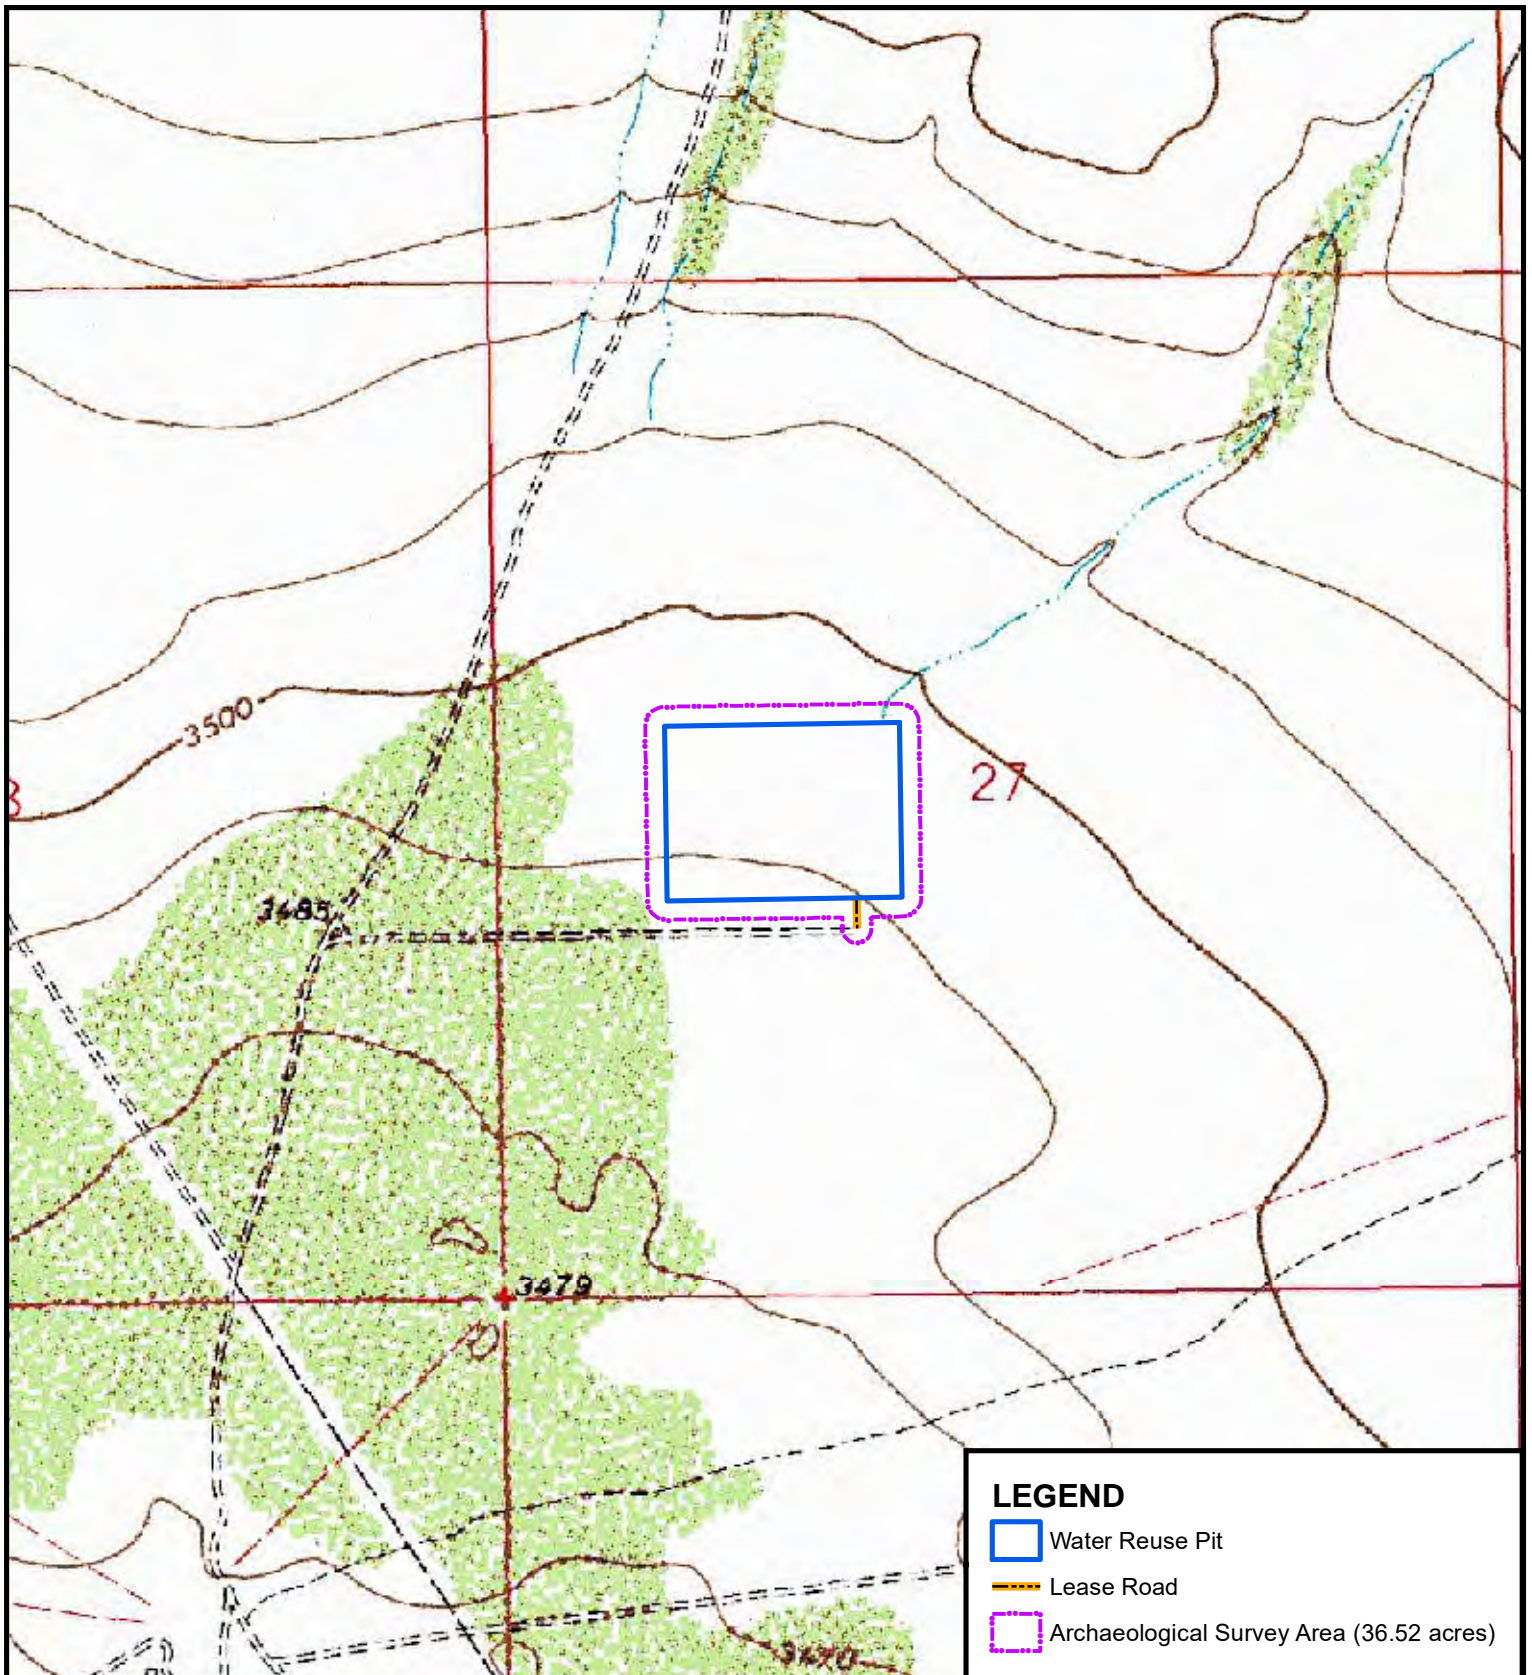 3500
27
3485
3479
LEGEND
Water Reuse Pit
Lease Road
Archaeological Survey Area (36.52 acres)
3470